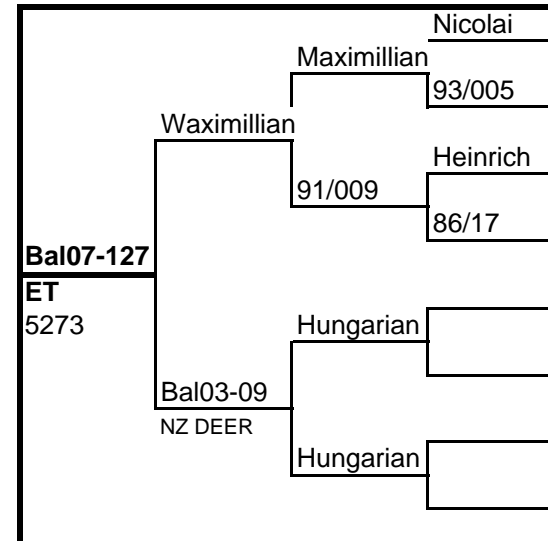 Nicolai
Maximillian
93/005
Waximillian
Heinrich
91/009
86/17
Bal07-127
ET
5273
Hungarian
Bal03-09
NZ DEER
Hungarian